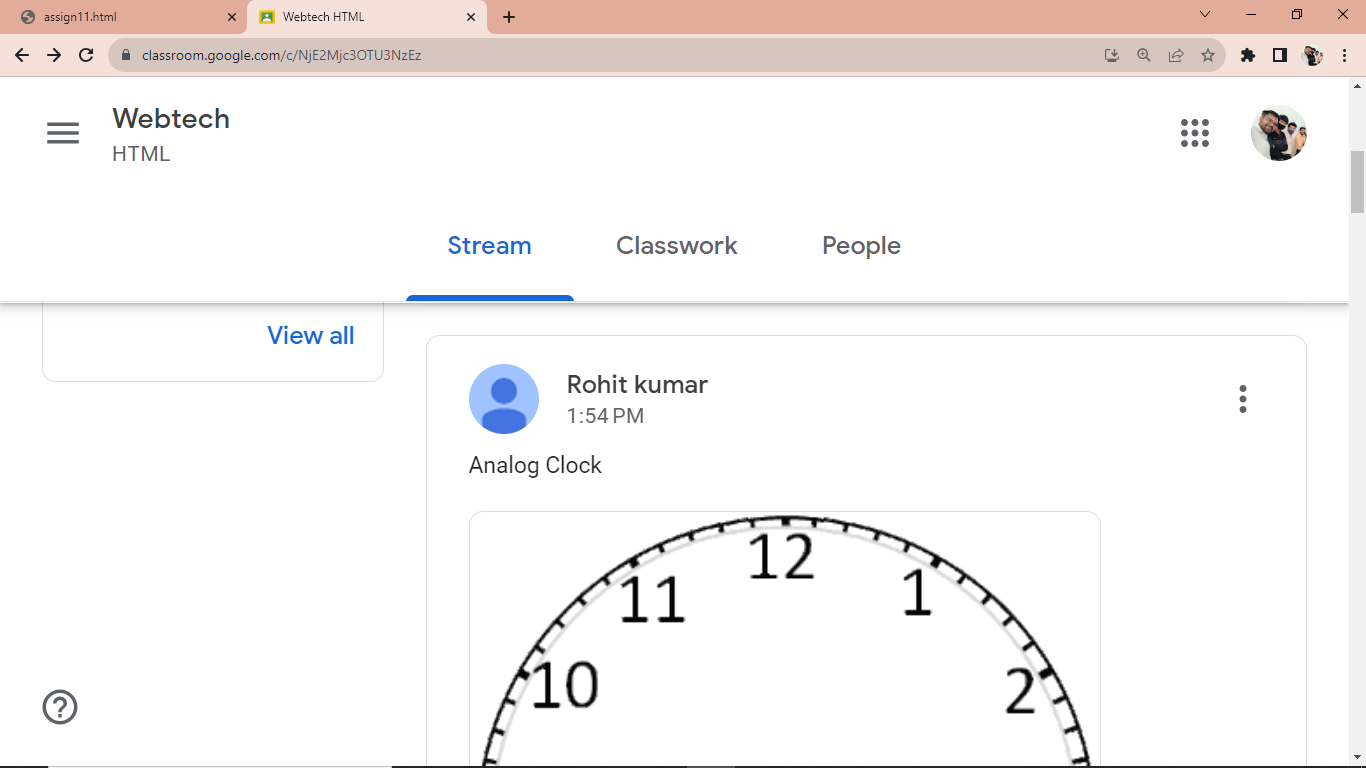 assign11.html
Webtech HTML
classroom.google.com/c/NjE2Mjc3OTU3NzEz
Webtech
HTML
Stream
Classwork
People
View all
Rohit kumar
1:54 PM
Analog Clock
12
11
1
10
2